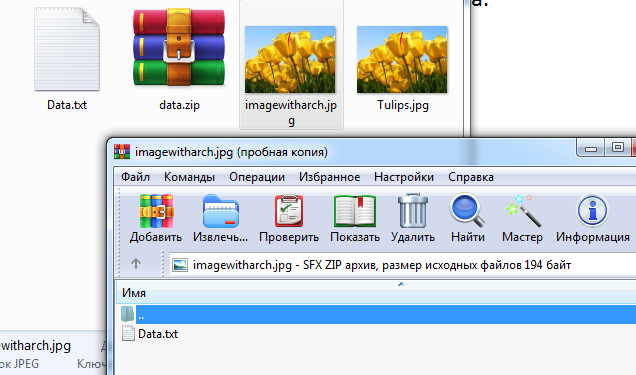 а.
Data.txt
data.zip
imagewitharch.jp
g
Tulips.jpg
imagewitharch.jpg (пробная копия)
Файл Команды Операции Избранное Настройки Справка
Добавить Извлечь... Проверить Показать Удалить Найти Мастер Информация
imagewitharch.jpg - SFX ZIP архив, размер исходных файлов 194 байт
Имя
..
Data.txt
witharch.jpg
ок JPEG Ключ